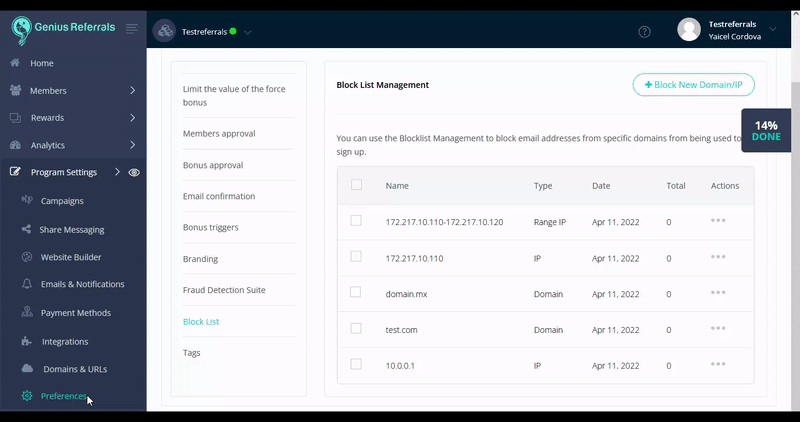 Genius Referrals
Testreferrals
Testreferrals
Yaicel Cordova
Home
Members
Rewards
Analytics
Program Settings
Campaigns
Share Messaging
Website Builder
Emails & Notifications
Payment Methods
Integrations
Domains & URLs
Preferences
Limit the value of the force
bonus
Members approval
Bonus approval
Email confirmation
Bonus triggers
Branding
Fraud Detection Suite
Block List
Tags
Block List Management
Block New Domain/IP
14%
DONE
You can use the Blocklist Management to block email addresses from specific domains from being used to
sign up.
Name Type Date Total Actions
172.217.10.110-172.217.10.120 Range IP Apr 11, 2022 0
172.217.10.110 IP Apr 11, 2022 0
domain.mx Domain Apr 11, 2022 0
test.com Domain Apr 11, 2022 0
10.0.0.1 IP Apr 11, 2022 0